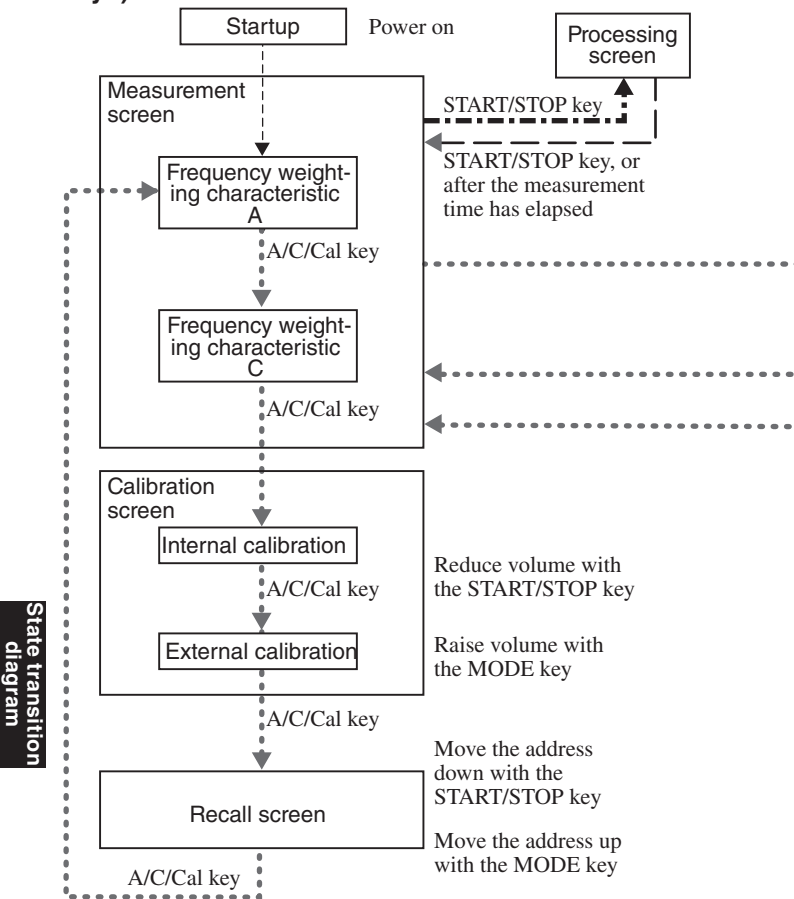 Startup
Power on
Processing
screen
Measurement
screen
START/STOP key
START/STOP key, or
after the measurement
time has elapsed
Frequency weight-
ing characteristic
A
A/C/Cal key
Frequency weight-
ing characteristic
C
A/C/Cal key
Calibration
screen
Internal calibration
A/C/Cal key
Reduce volume with
the START/STOP key
External calibration
Raise volume with
the MODE key
A/C/Cal key
Move the address
down with the
START/STOP key
Recall screen
Move the address up
with the MODE key
A/C/Cal key
State transition
diagram